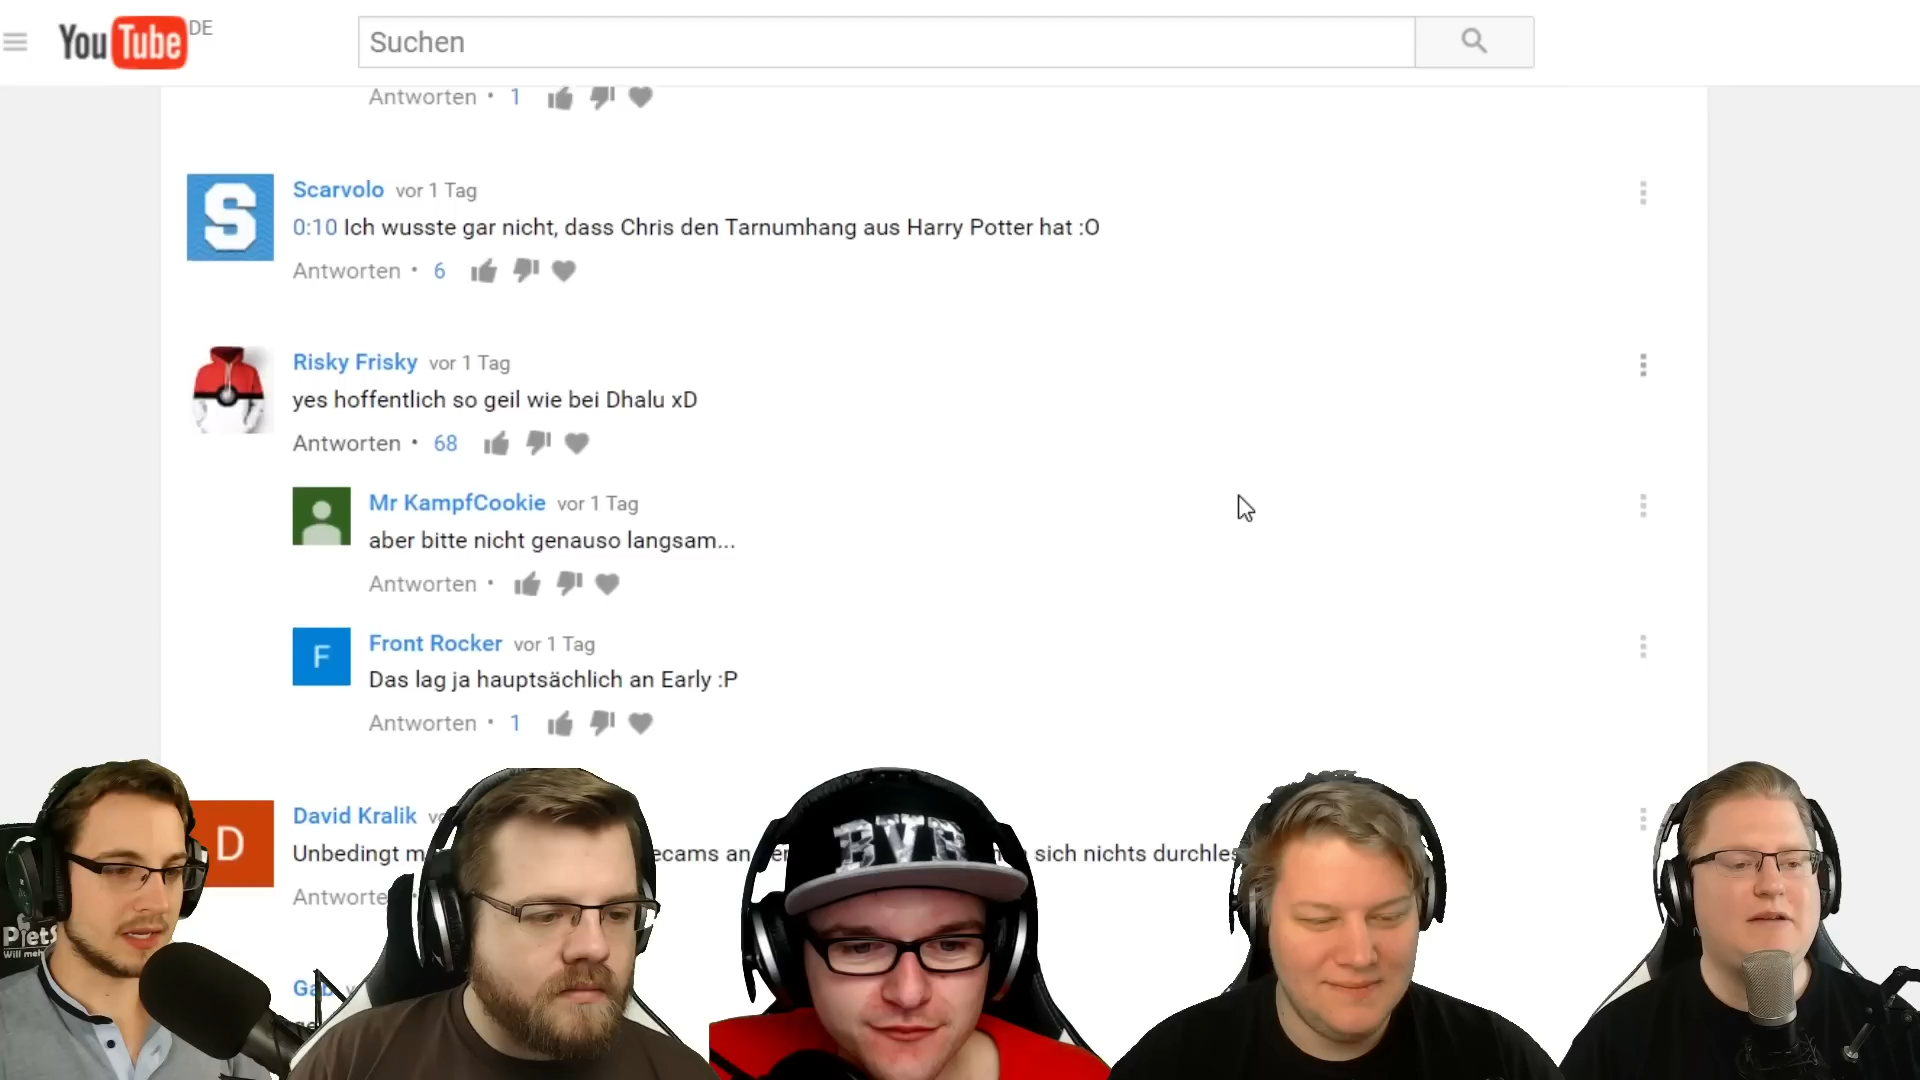 YouTube DE
Suchen
Antworten • 1
Scarvolo vor 1 Tag
0:10 Ich wusste gar nicht, dass Chris den Tarnumhang aus Harry Potter hat :O
Antworten • 6
Risky Frisky vor 1 Tag
yes hoffentlich so geil wie bei Dhalu xD
Antworten • 68
Mr KampfCookie vor 1 Tag
aber bitte nicht genauso langsam...
Antworten •
F
Front Rocker vor 1 Tag
Das lag ja hauptsächlich an Early :P
Antworten • 1
D
David Kralik
Unbedingt sich nichts
Antworten
BVB
Will